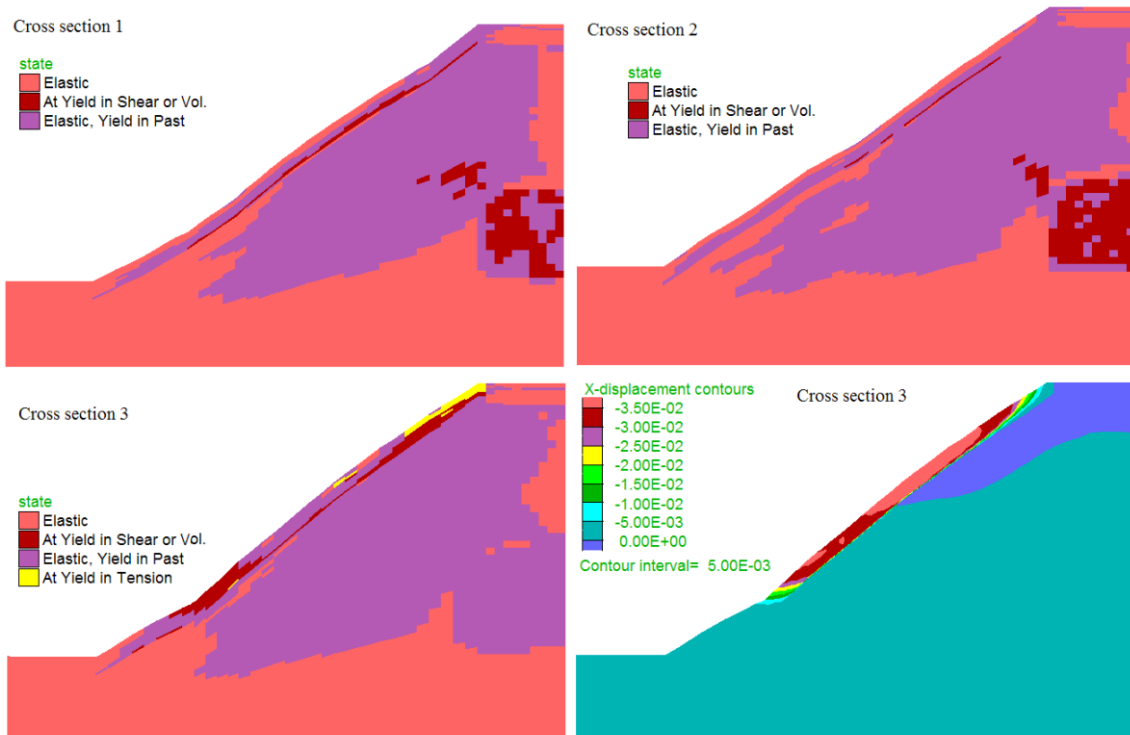 Cross section 1
state
Elastic
At Yield in Shear or Vol.
Elastic, Yield in Past
Cross section 2
state
Elastic
At Yield in Shear or Vol.
Elastic, Yield in Past
Cross section 3
state
Elastic
At Yield in Shear or Vol.
Elastic, Yield in Past
At Yield in Tension
X-displacement contours
-3.50E-02
-3.00E-02
-2.50E-02
-2.00E-02
-1.50E-02
-1.00E-02
-5.00E-03
0.00E+00
Contour interval= 5.00E-03
Cross section 3